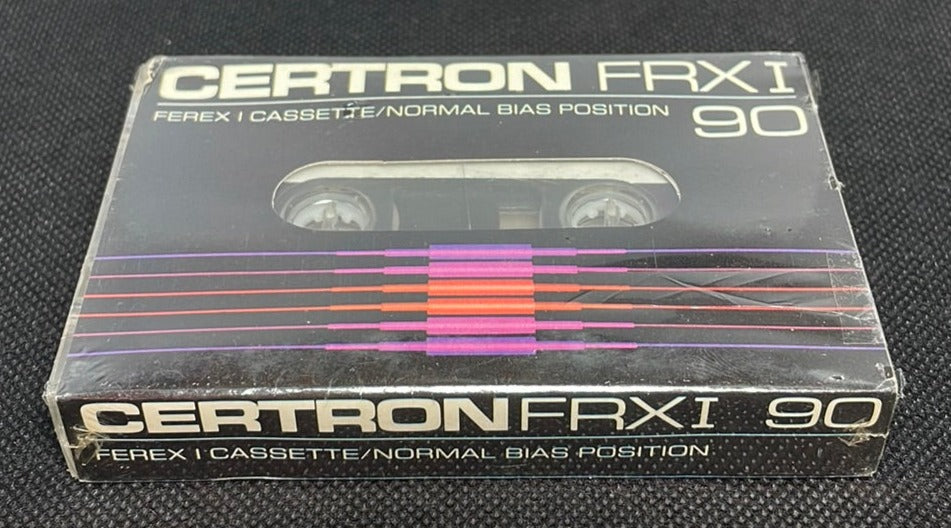 CERTRON FRX I
FEREX I CASSETTE/NORMAL BIAS POSITION
90
CERTRON FRX I 90
FEREX I CASSETTE/NORMAL BIAS POSITION